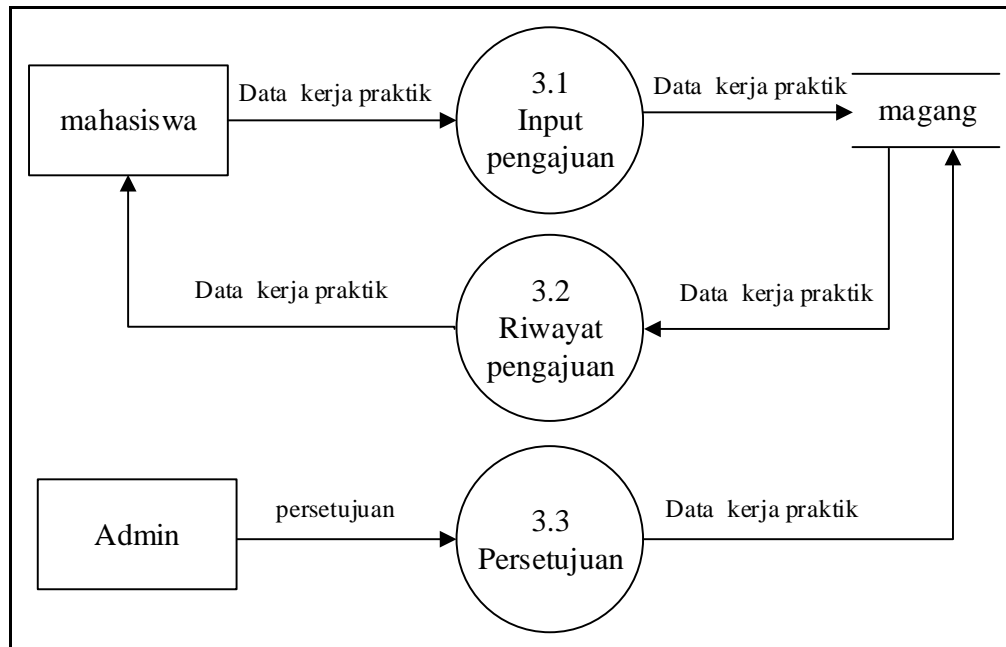 mahasiswa
Data kerja praktik
3.1
Input
pengajuan
Data kerja praktik
magang
Data kerja praktik
3.2
Riwayat
pengajuan
Data kerja praktik
Admin
persetujuan
3.3
Persetujuan
Data kerja praktik